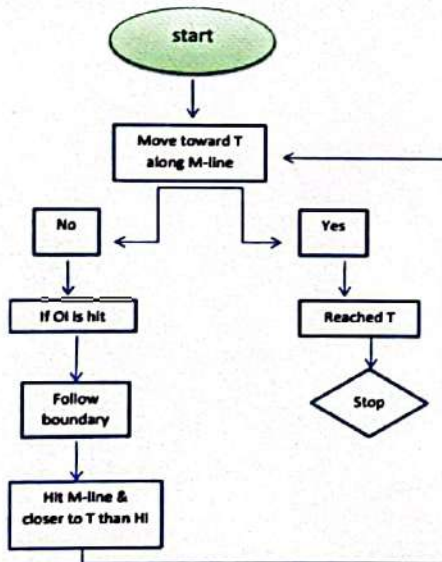 start
Move toward T
along M-line
No
Yes
If Oi is hit
Reached T
Follow
boundary
Stop
Hit M-line &
closer to T than Hi